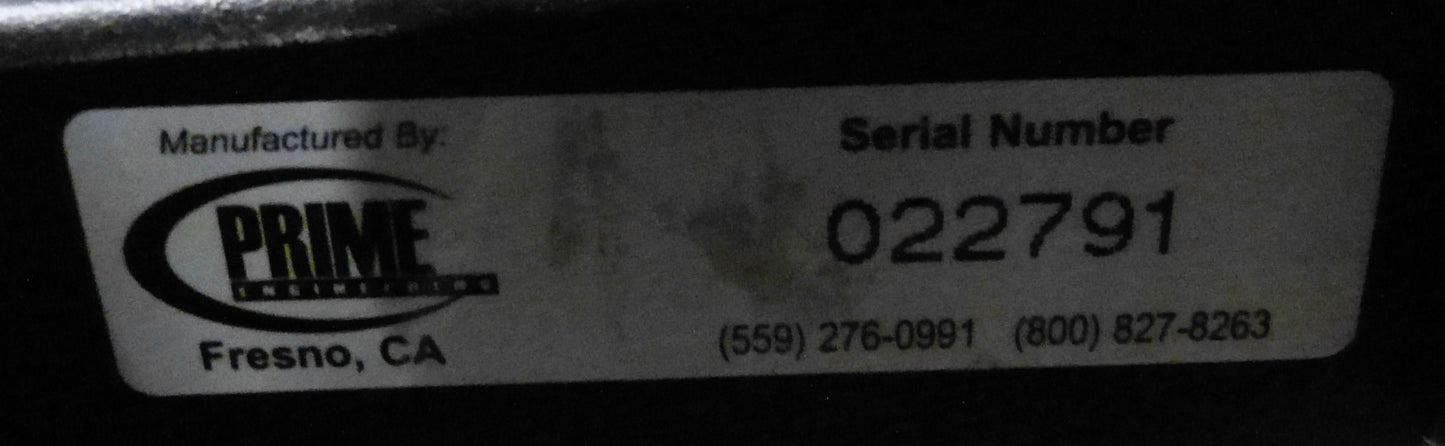 Manufactured By:
PRIME
ENGINEERING
Fresno, CA
Serial Number
022791
(559) 276-0991 (800) 827-8263